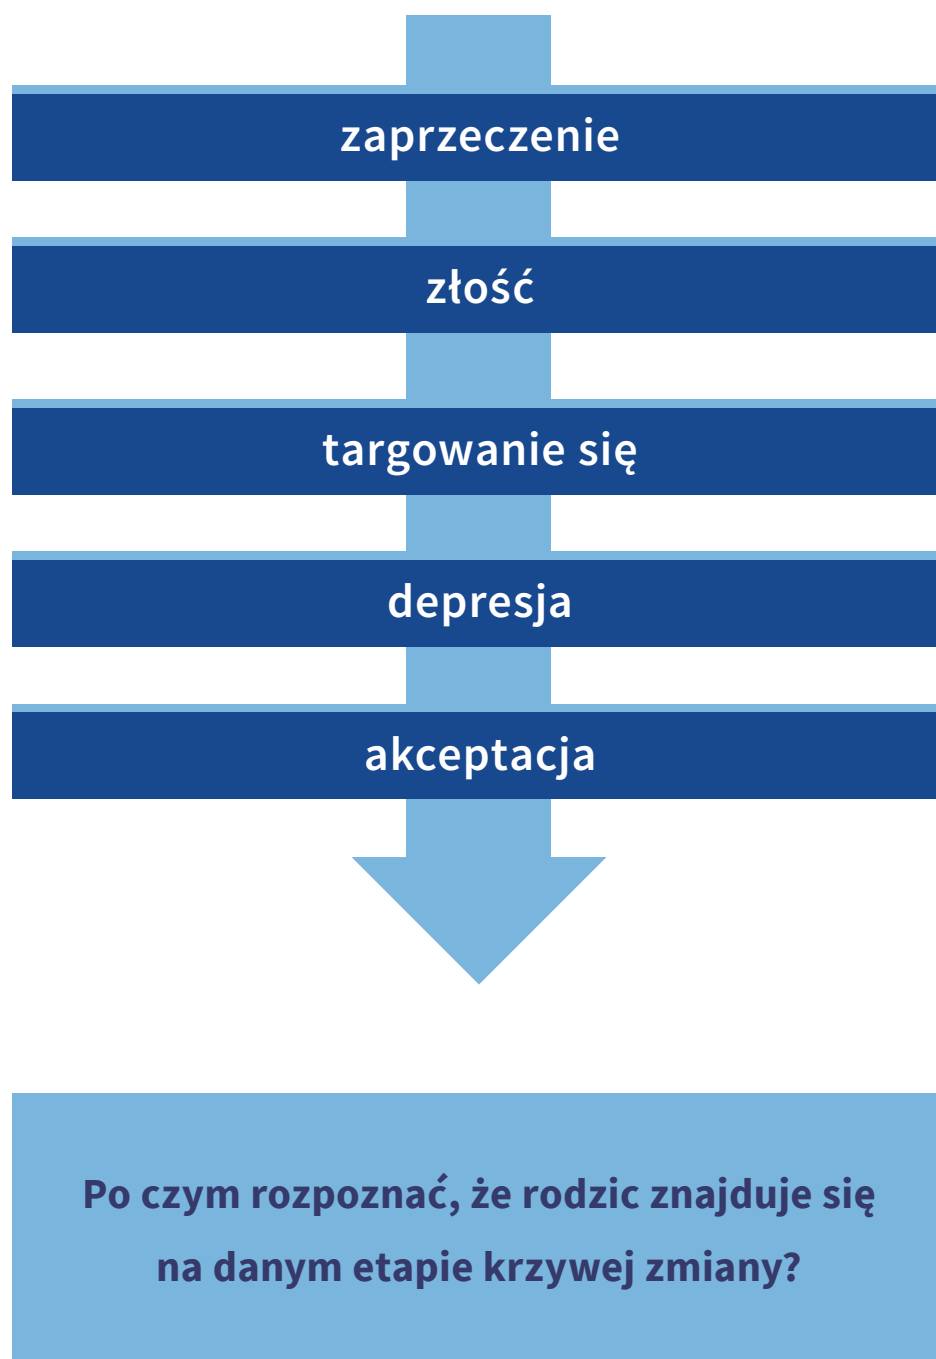 zaprzeczenie
złość
targowanie się
depresja
akceptacja
Po czym rozpoznać, że rodzic znajduje się
na danym etapie krzywej zmiany?